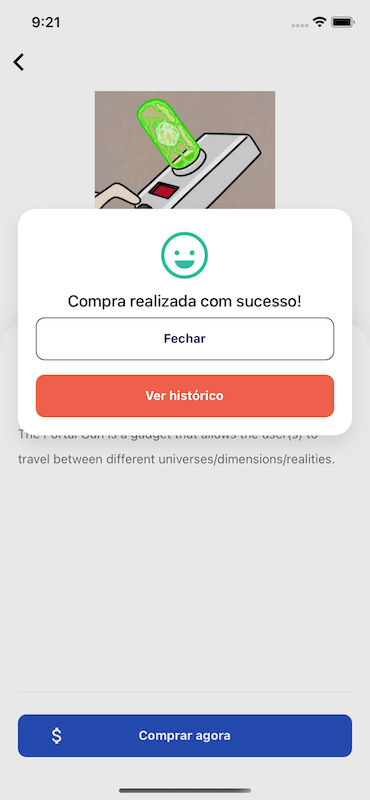 9:21
Compra realizada com sucesso!
Fechar
Ver histórico
The Portal Gun is a gadget that allows the user(s) to
travel between different universes/dimensions/realities.
$ Comprar agora